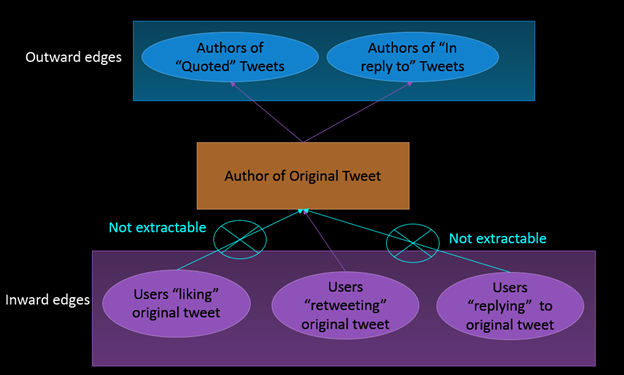 Outward edges
Authors of
“Quoted” Tweets
Authors of “In
reply to” Tweets
Author of Original Tweet
Not extractable
Not extractable
Inward edges
Users “liking”
original tweet
Users
“retweeting”
original tweet
Users
“replying” to
original tweet